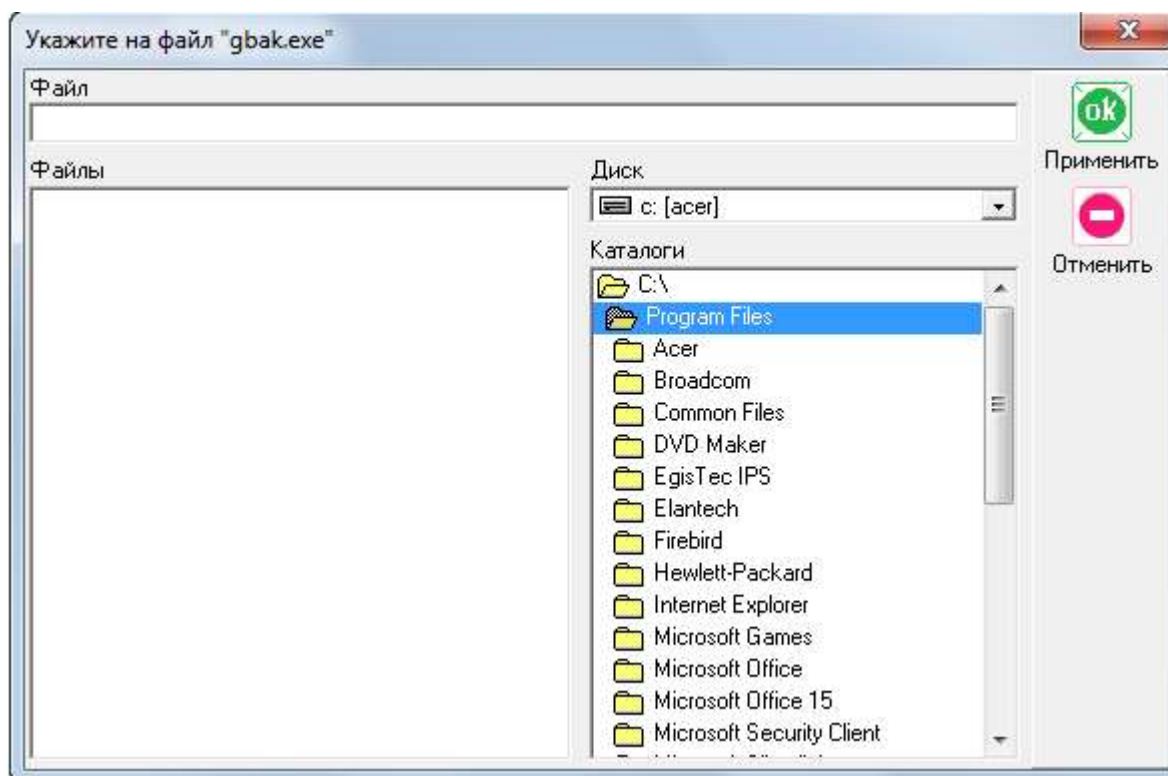 Укажите на файл "gbak.exe"
Файл
Файлы
Диск
c: [acer]
Каталоги
C:\
Program Files
Acer
Broadcom
Common Files
DVD Maker
EgisTec IPS
Elantech
Firebird
Hewlett-Packard
Internet Explorer
Microsoft Games
Microsoft Office
Microsoft Office 15
Microsoft Security Client
ok
Применить
Отменить